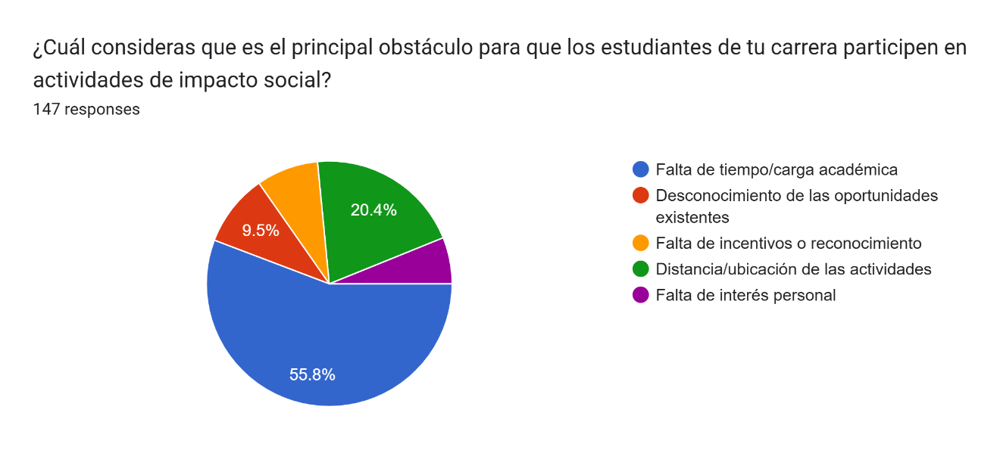 ¿Cuál consideras que es el principal obstáculo para que los estudiantes de tu carrera participen en
actividades de impacto social?
147 responses
20.4%
9.5%
55.8%
Falta de tiempo/carga académica
Desconocimiento de las oportunidades
existentes
Falta de incentivos o reconocimiento
Distancia/ubicación de las actividades
Falta de interés personal